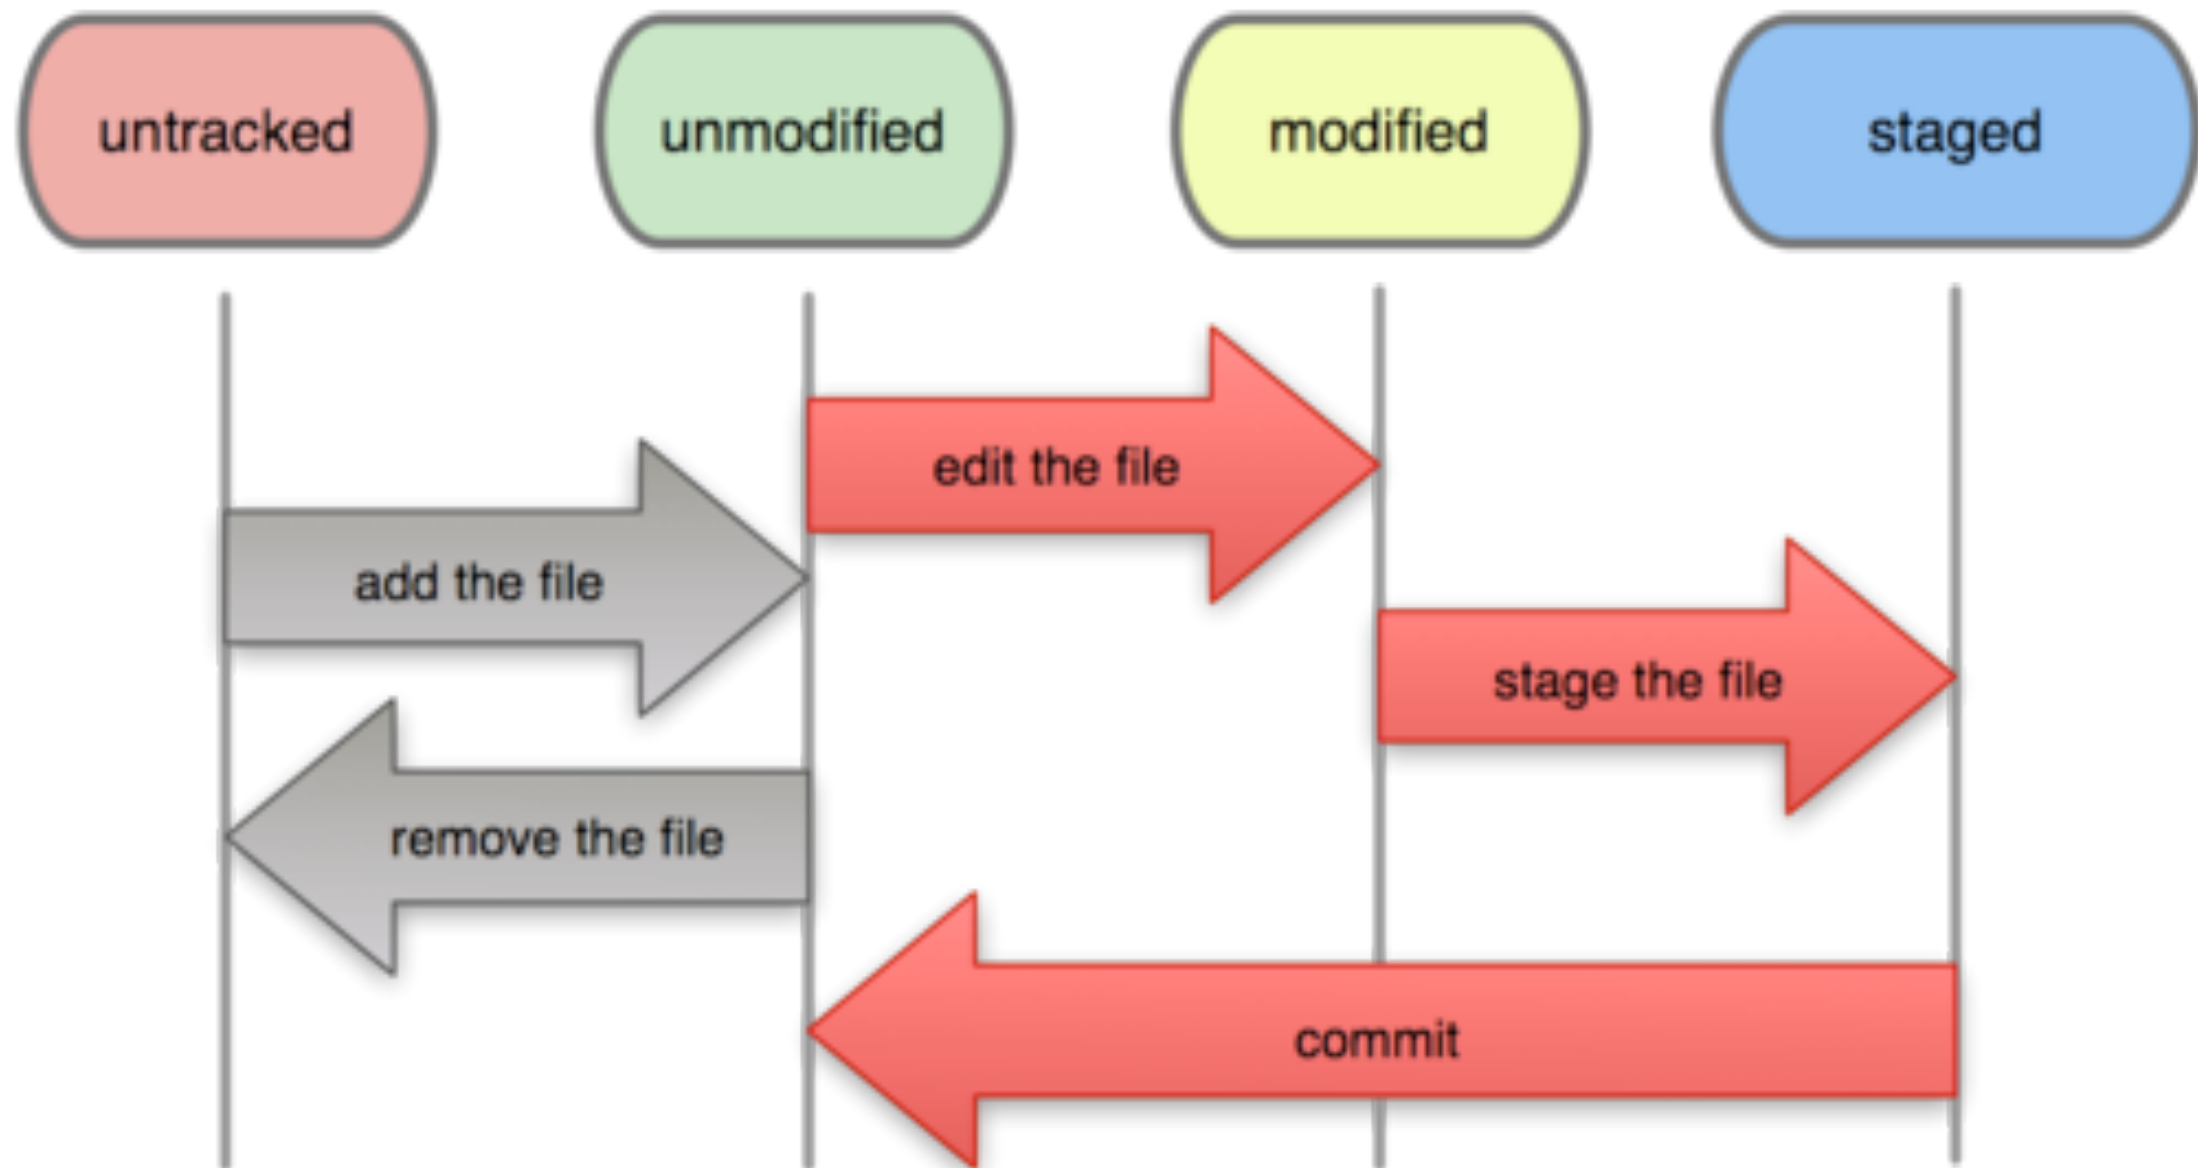 untracked
unmodified
modified
staged
edit the file
add the file
stage the file
remove the file
commit